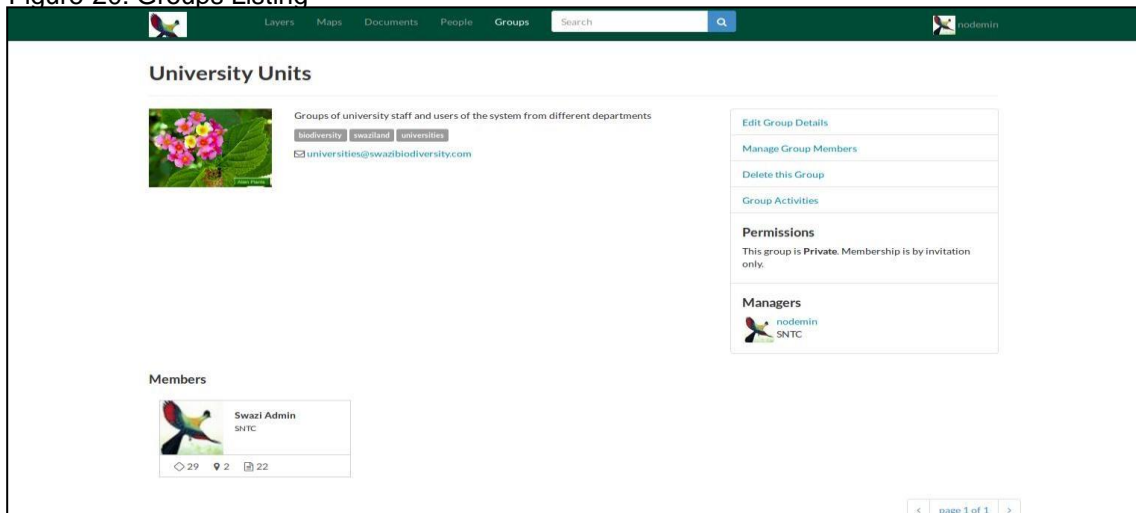 Figure 20: Groups Listing
Layers Maps Documents People Groups Search nodemin
University Units
Groups of university staff and users of the system from different departments
biodiversity swaziland universities
universities@swazibiodiversity.com
Alien Plants
Edit Group Details
Manage Group Members
Delete this Group
Group Activities
Permissions
This group is Private. Membership is by invitation
only.
Managers
nodemin
SNTC
Members
Swazi Admin
SNTC
29 2 22
< page 1 of 1 >